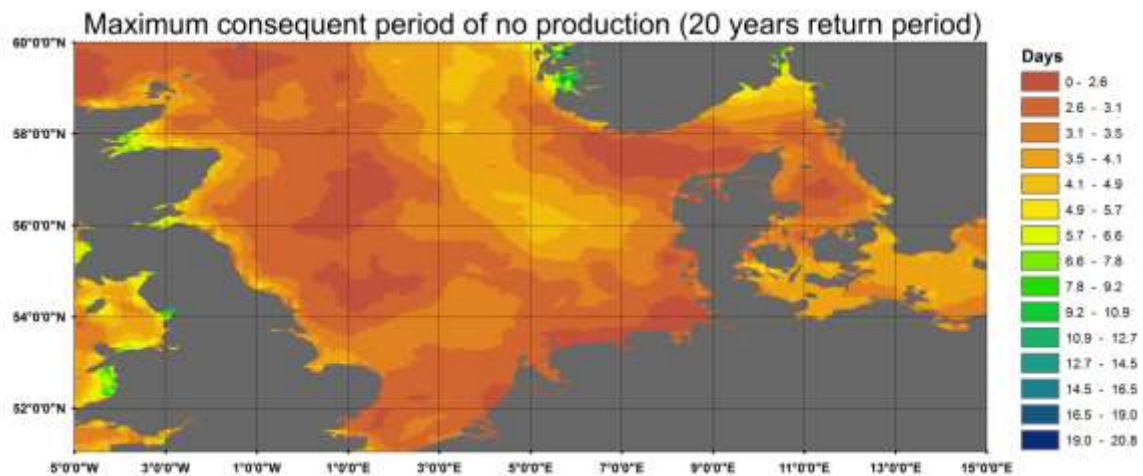 Maximum consequent period of no production (20 years return period)
60°0'0"N
58°0'0"N
56°0'0"N
54°0'0"N
52°0'0"N
5°0'0"W
3°0'0"W
1°0'0"W
1°0'0"E
3°0'0"E
5°0'0"E
7°0'0"E
9°0'0"E
11°0'0"E
13°0'0"E
15°0'0"E
Days
0 - 2.6
2.6 - 3.1
3.1 - 3.5
3.5 - 4.1
4.1 - 4.9
4.9 - 5.7
5.7 - 6.6
6.6 - 7.8
7.8 - 9.2
9.2 - 10.9
10.9 - 12.7
12.7 - 14.5
14.5 - 16.5
16.5 - 19.0
19.0 - 20.8